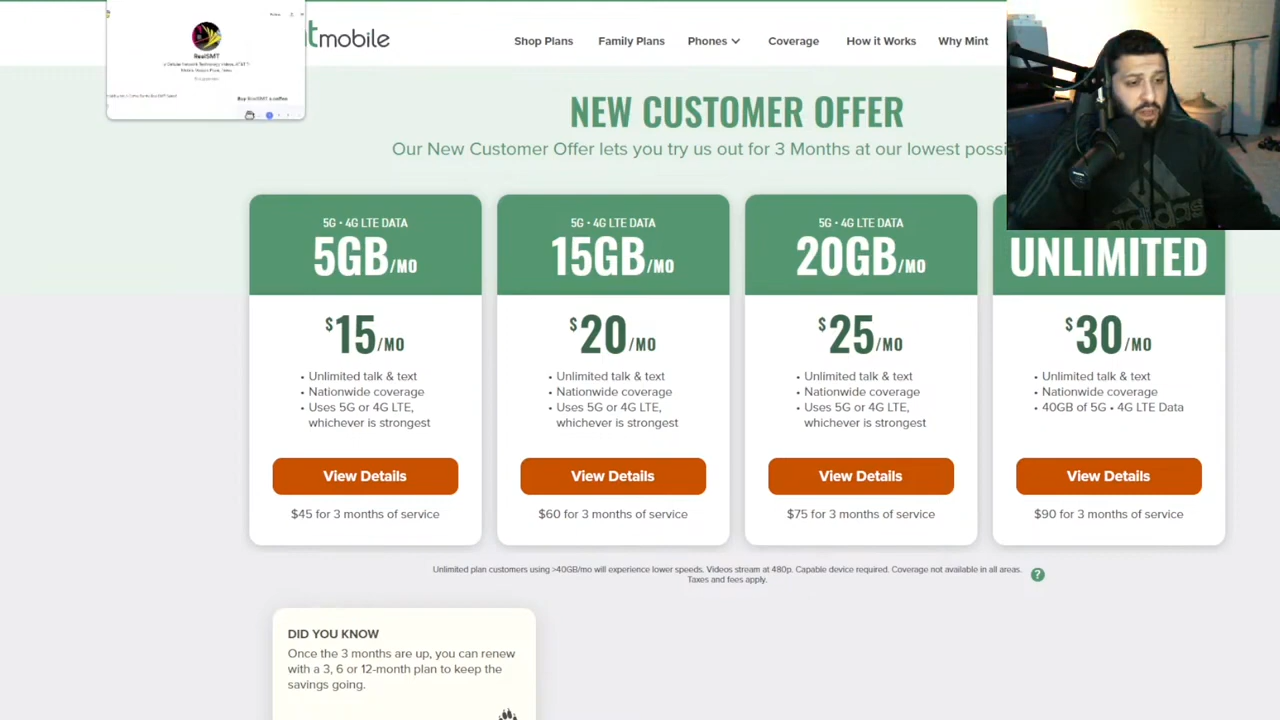 RealSMT
Buy RealSMT a coffee
tmobile
Shop Plans
Family Plans
Phones
Coverage
How it Works
Why Mint
NEW CUSTOMER OFFER
Our New Customer Offer lets you try us out for 3 Months at our lowest possi
5G • 4G LTE DATA
5GB/MO
$15/MO
• Unlimited talk & text
• Nationwide coverage
• Uses 5G or 4G LTE,
whichever is strongest
View Details
$45 for 3 months of service
5G • 4G LTE DATA
15GB/MO
$20/MO
• Unlimited talk & text
• Nationwide coverage
• Uses 5G or 4G LTE,
whichever is strongest
View Details
$60 for 3 months of service
5G • 4G LTE DATA
20GB/MO
$25/MO
• Unlimited talk & text
• Nationwide coverage
• Uses 5G or 4G LTE,
whichever is strongest
View Details
$75 for 3 months of service
UNLIMITED
$30/MO
• Unlimited talk & text
• Nationwide coverage
• 40GB of 5G • 4G LTE Data
View Details
$90 for 3 months of service
Unlimited plan customers using >40GB/mo will experience lower speeds. Videos stream at 480p. Capable device required. Coverage not available in all areas.
Taxes and fees apply.
?
DID YOU KNOW
Once the 3 months are up, you can renew
with a 3, 6 or 12-month plan to keep the
savings going.
adidas